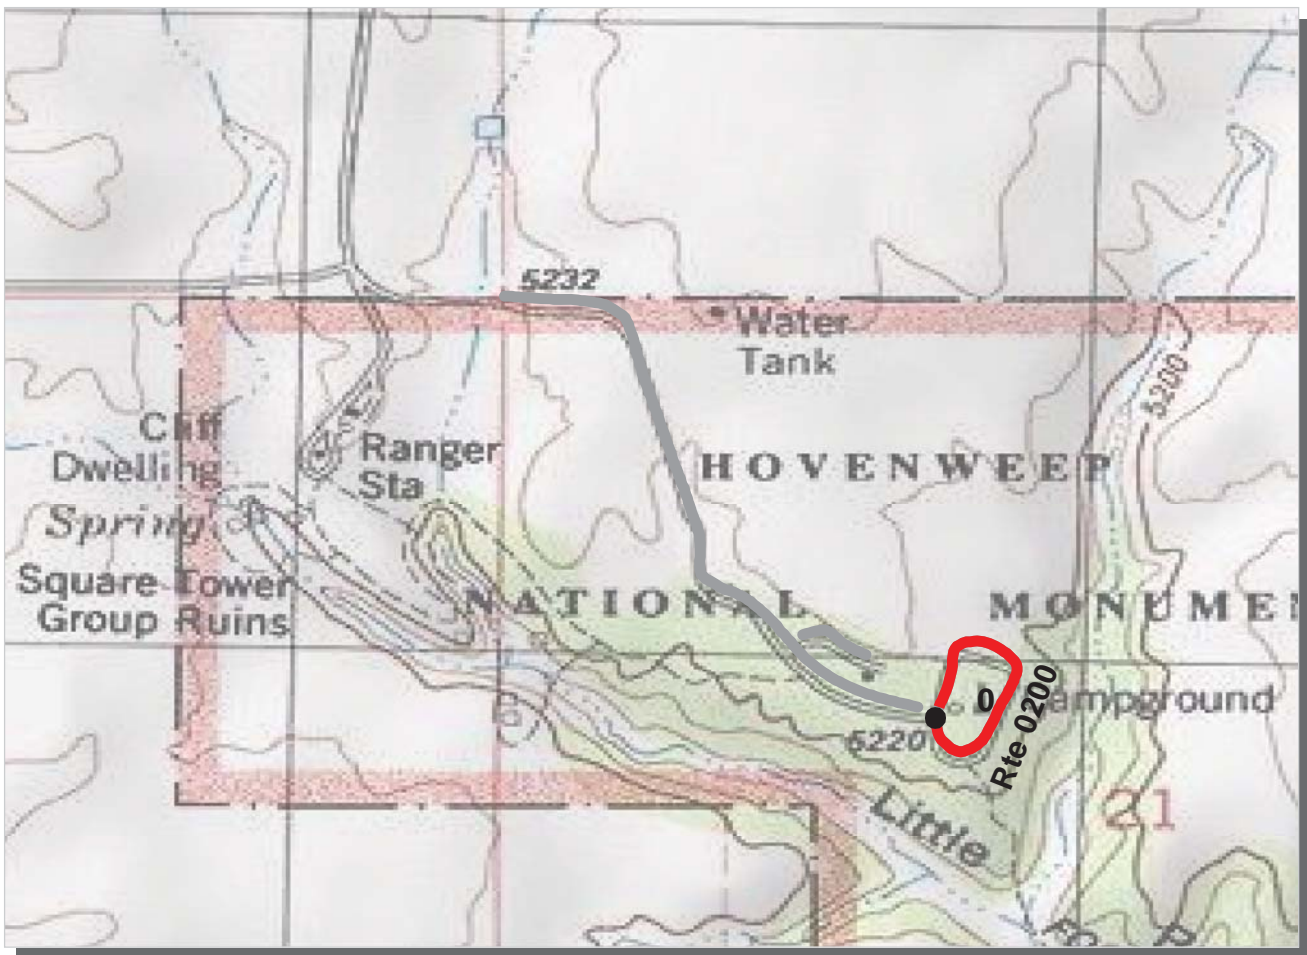 5232
Water
Tank
5200
Cliff
Dwelling
Ranger
Sta
HOVENWEEP
Spring
Square Tower
Group Ruins
NATIONAL
MONUMEN
0
Campground
Rte 0200
5220
Little
21